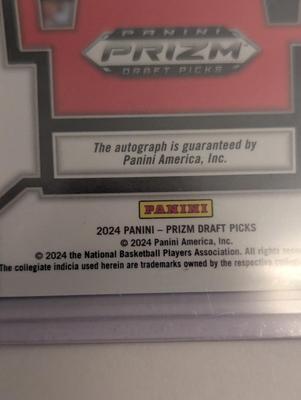 PANINI
PRIZM
DRAFT PICKS
The autograph is guaranteed by
Panini America, Inc.
PANINI
2024 PANINI – PRIZM DRAFT PICKS
© 2024 Panini America, Inc.
© 2024 the National Basketball Players Association. All rights
The collegiate indicia used herein are trademarks owned by the respective